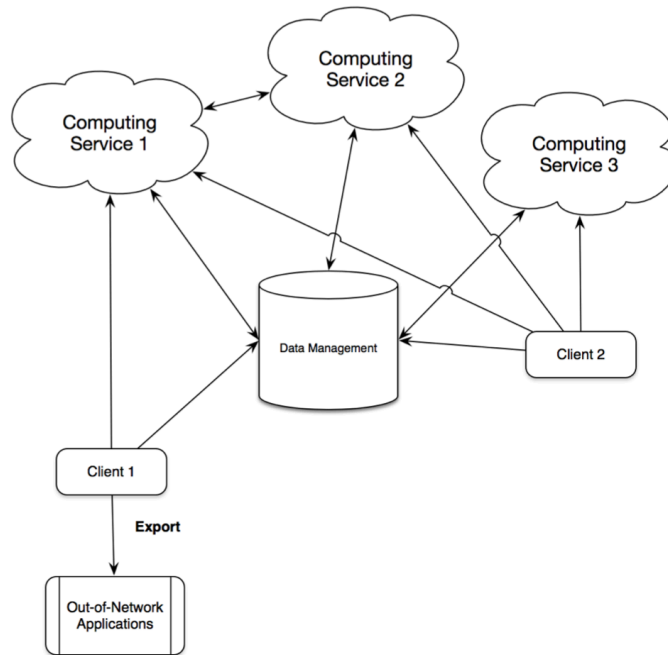 Computing
Service 2
Computing
Service 1
Computing
Service 3
Data Management
Client 2
Client 1
Export
Out-of-Network
Applications